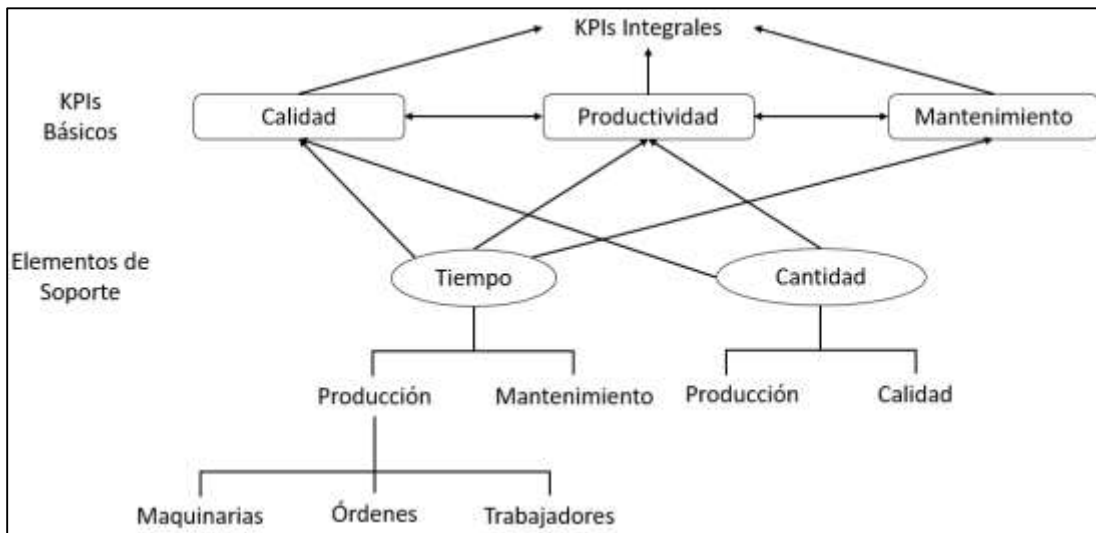 KPIs Integrales
KPIs
Básicos
Calidad
Productividad
Mantenimiento
Elementos de
Soporte
Tiempo
Cantidad
Producción
Mantenimiento
Producción
Calidad
Maquinarias
Órdenes
Trabajadores